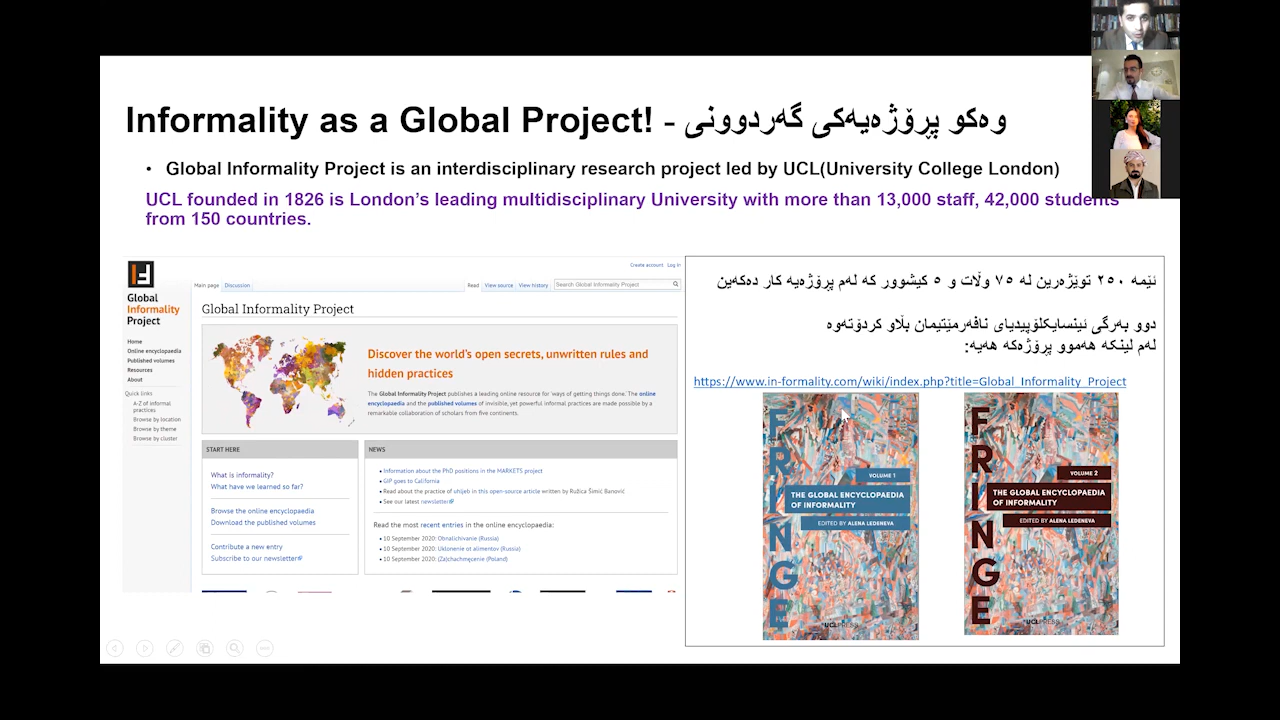 Informality as a Global Project! - وەکو پڕۆژەیەکی گەردوونی
• Global Informality Project is an interdisciplinary research project led by UCL(University College London)
UCL founded in 1826 is London's leading multidisciplinary University with more than 13,000 staff, 42,000 students
from 150 countries.
Global
Informality
Project
Home
Online encyclopaedia
Published volumes
Resources
About
Quick links
A-Z of informal
practices
Browse by location
Browse by theme
Browse by cluster
Create account Log in
Main page Discussion Read View source View history Search Global Informality Project
Global Informality Project
Discover the world's open secrets, unwritten rules and
hidden practices
The Global Informality Project publishes a leading online resource for 'ways of getting things done'. The online
encyclopaedia and the published volumes of invisible, yet powerful informal practices are made possible by a
remarkable collaboration of scholars from five continents.
START HERE
What is informality?
What have we learned so far?
Browse the online encyclopaedia
Download the published volumes
Contribute a new entry
Subscribe to our newsletter
NEWS
• Information about the PhD positions in the MARKETS project
• GIP goes to California
• Read about the practice of uhljeb in this open-source article written by Ružica Šimić Banović
• See our latest newsletter
Read the most recent entries in the online encyclopaedia:
• 10 September 2020: Obnalichivanie (Russia)
• 10 September 2020: Uklonenie ot alimentov (Russia)
• 10 September 2020: (Za)chachmęcenie (Poland)
ئێمە ٢٥٠ توێژەرین لە ٧٥ وڵات و ٥ کیشوور کە لەم پڕۆژەیە کار دەکەین
دوو بەرگی ئینسایکلۆپیدیای نافەرمێتیمان بڵاو کردۆتەوە
لەم لینکە هەموو پڕۆژەکە هەیە:
https://www.in-formality.com/wiki/index.php?title=Global_Informality_Project
FRINGE
VOLUME 1
THE GLOBAL ENCYCLOPAEDIA
OF INFORMALITY
EDITED BY ALENA LEDENEVA
UCLPRESS
FRINGE
VOLUME 2
THE GLOBAL ENCYCLOPAEDIA
OF INFORMALITY
EDITED BY ALENA LEDENEVA
UCLPRESS